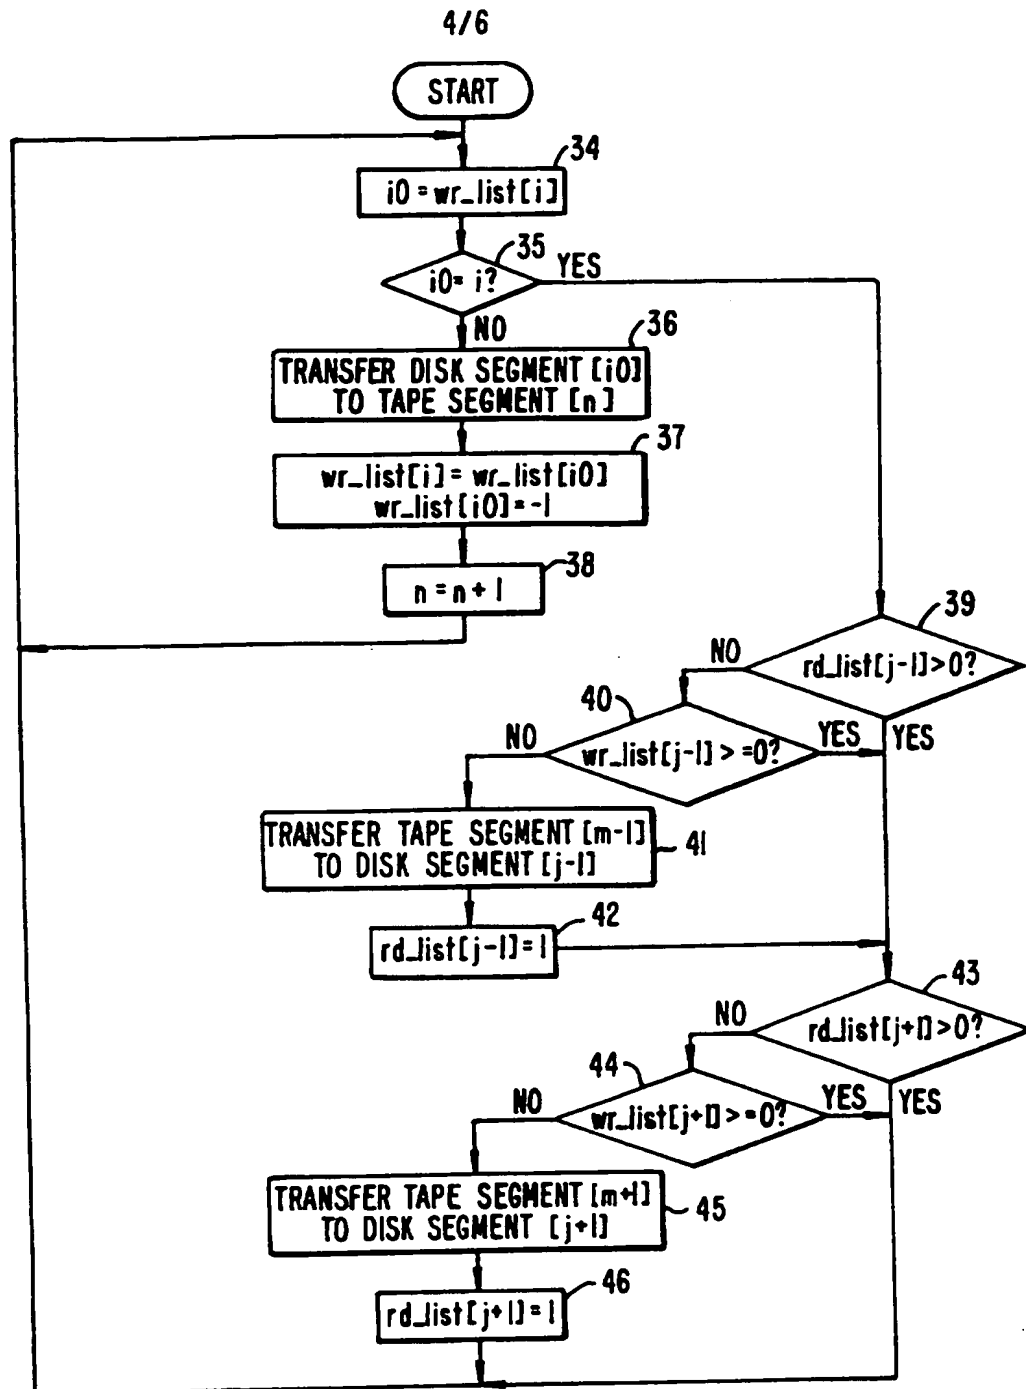 4/6
START
34
i0=wr_list[i]
35
i0= i?
YES
NO
36
TRANSFER DISK SEGMENT [i0]
TO TAPE SEGMENT [n]
37
wr_list[i]=wr_list[i0]
wr_list[i0]=-1
38
n=n+1
39
rd_list[j-1]>0?
NO
YES
40
wr_list[j-1]>=0?
NO
YES
TRANSFER TAPE SEGMENT [m-1]
TO DISK SEGMENT [j-1]
41
42
rd_list[j-1]=1
43
rd_list[j+1]>0?
NO
YES
44
wr_list[j+1]>=0?
NO
YES
TRANSFER TAPE SEGMENT [m+1]
TO DISK SEGMENT [j+1]
45
46
rd_list[j+1]=1